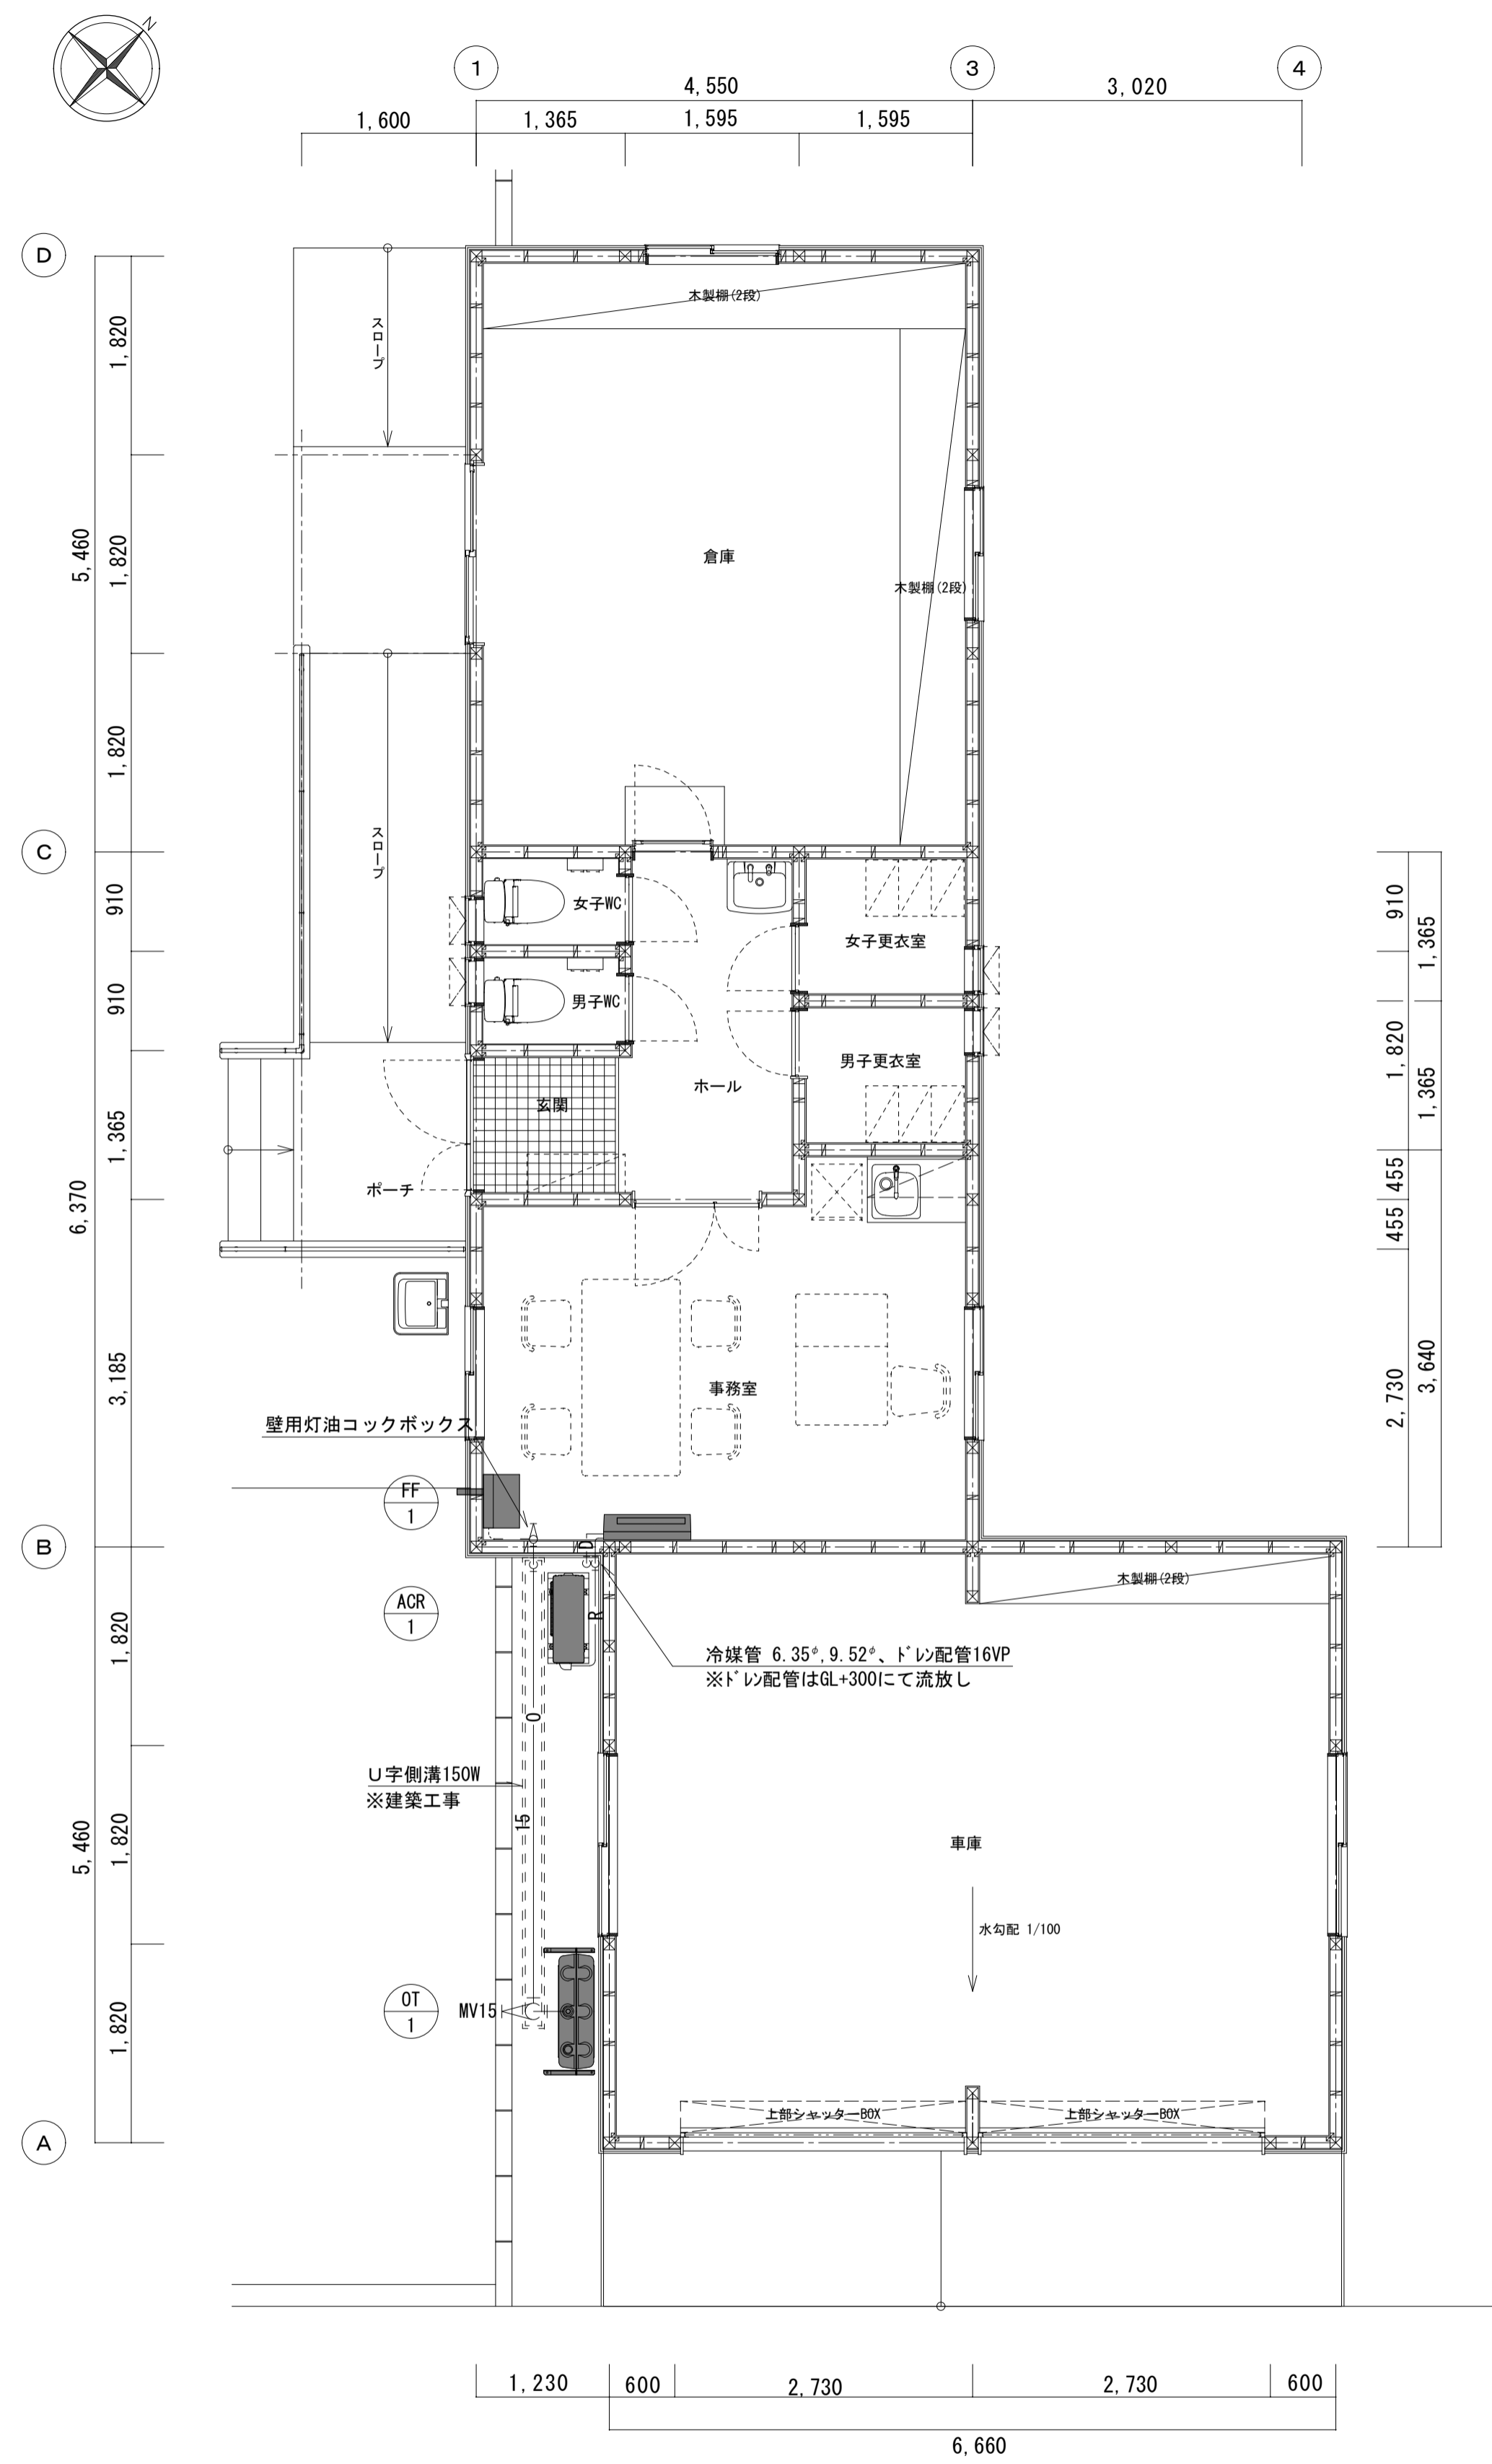 N
1
3
4
4,550
3,020
1,600
1,365
1,595
1,595
D
木製棚(2段)
1,820
スロープ
5,460
1,820
倉庫
木製棚(2段)
1,820
スロープ
C
女子WC
910
910
1,365
女子更衣室
910
男子WC
1,820
男子更衣室
ホール
玄関
1,365
1,365
ポーチ
455
455
6,370
3,185
事務室
2,730
3,640
壁用灯油コックボックス
FF
1
B
D
木製棚(2段)
ACR
1
R
1,820
冷媒管 6.35φ,9.52φ、ドレン配管16VP
※ドレン配管はGL+300にて流放し
O
U字側溝150W
※建築工事
15
5,460
1,820
車庫
水勾配 1/100
OT
1
MV15
1,820
上部シャッターBOX
上部シャッターBOX
A
1,230
600
2,730
2,730
600
6,660